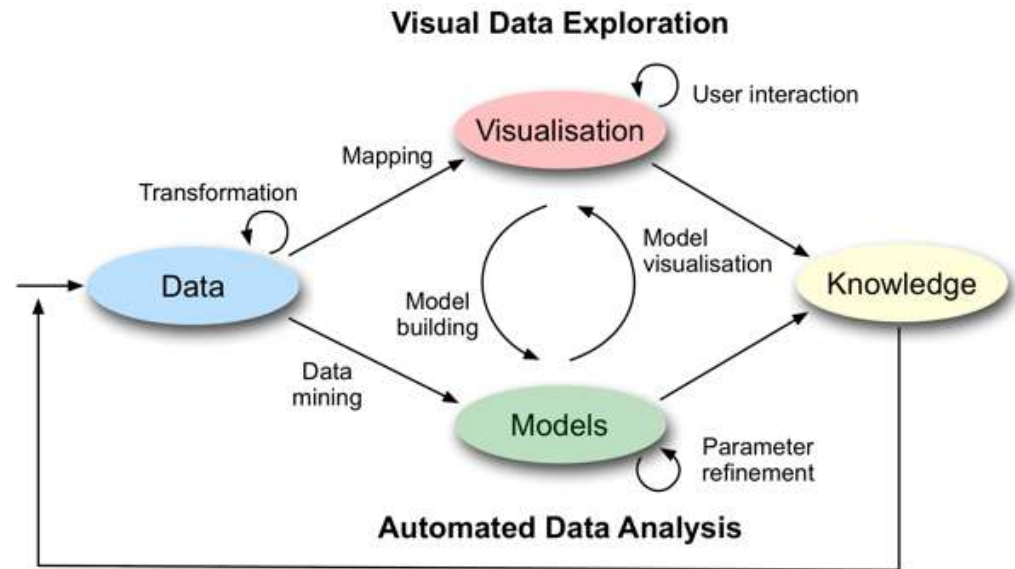 Visual Data Exploration
User interaction
Visualisation
Mapping
Transformation
Model
visualisation
Data
Knowledge
Model
building
Data
mining
Models
Parameter
refinement
Automated Data Analysis